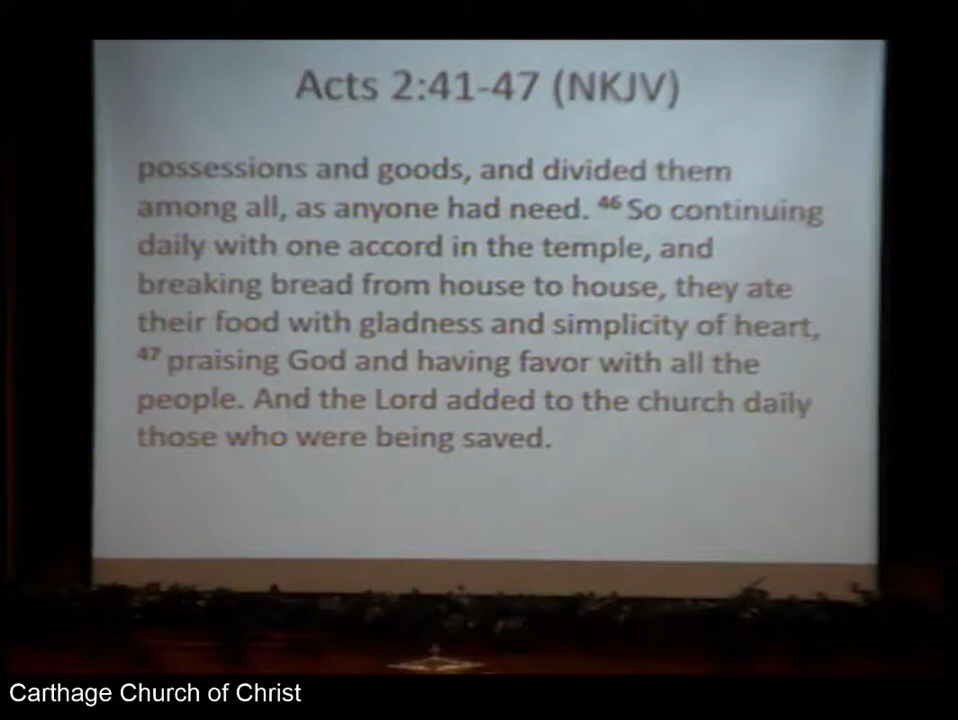 Acts 2:41-47 (NKJV)
possessions and goods, and divided them
among all, as anyone had need. 46 So continuing
daily with one accord in the temple, and
breaking bread from house to house, they ate
their food with gladness and simplicity of heart,
47 praising God and having favor with all the
people. And the Lord added to the church daily
those who were being saved.
Carthage Church of Christ